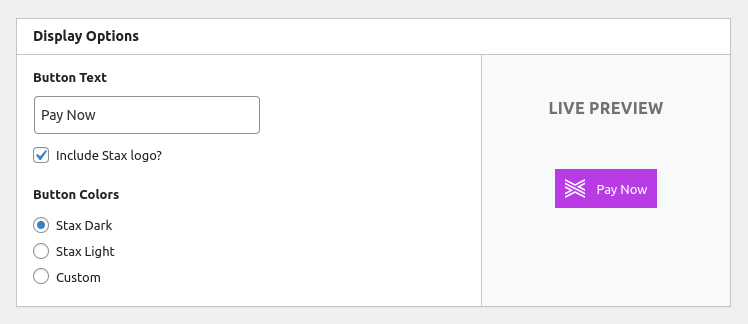 Display Options
Button Text
Pay Now
Include Stax logo?
Button Colors
Stax Dark
Stax Light
Custom
LIVE PREVIEW
Pay Now